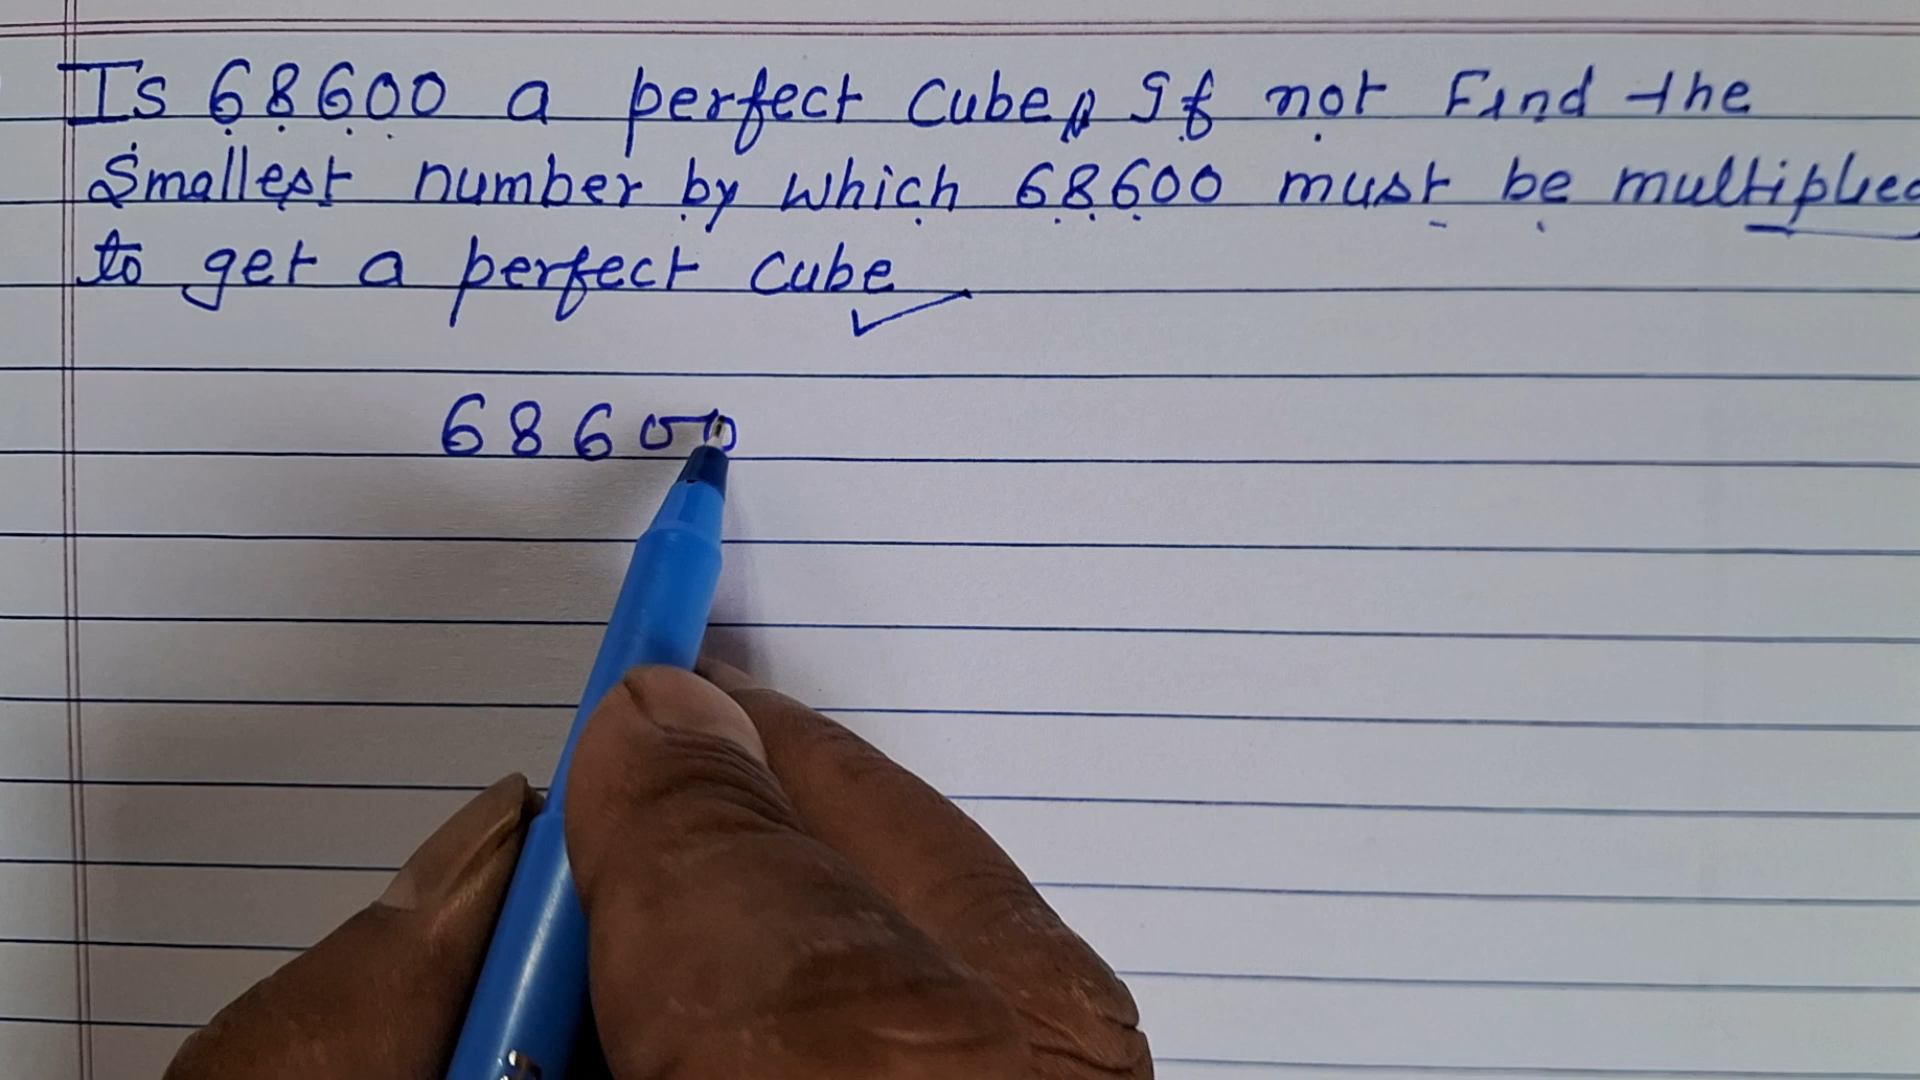 Is 68600 a perfect cube, If not Find the
smallest number by which 68600 must be multiplied
to get a perfect cube
68600